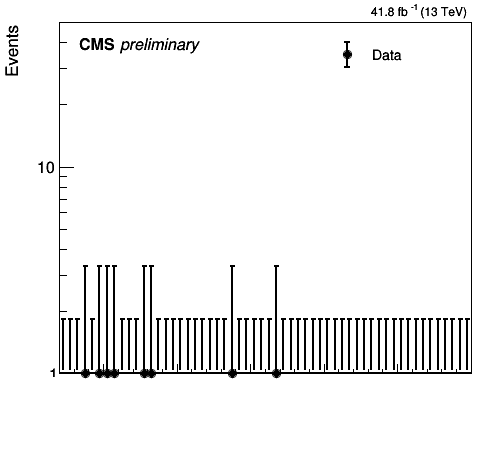 41.8 fb⁻¹ (13 TeV)
Events
CMS preliminary
Data
10
1